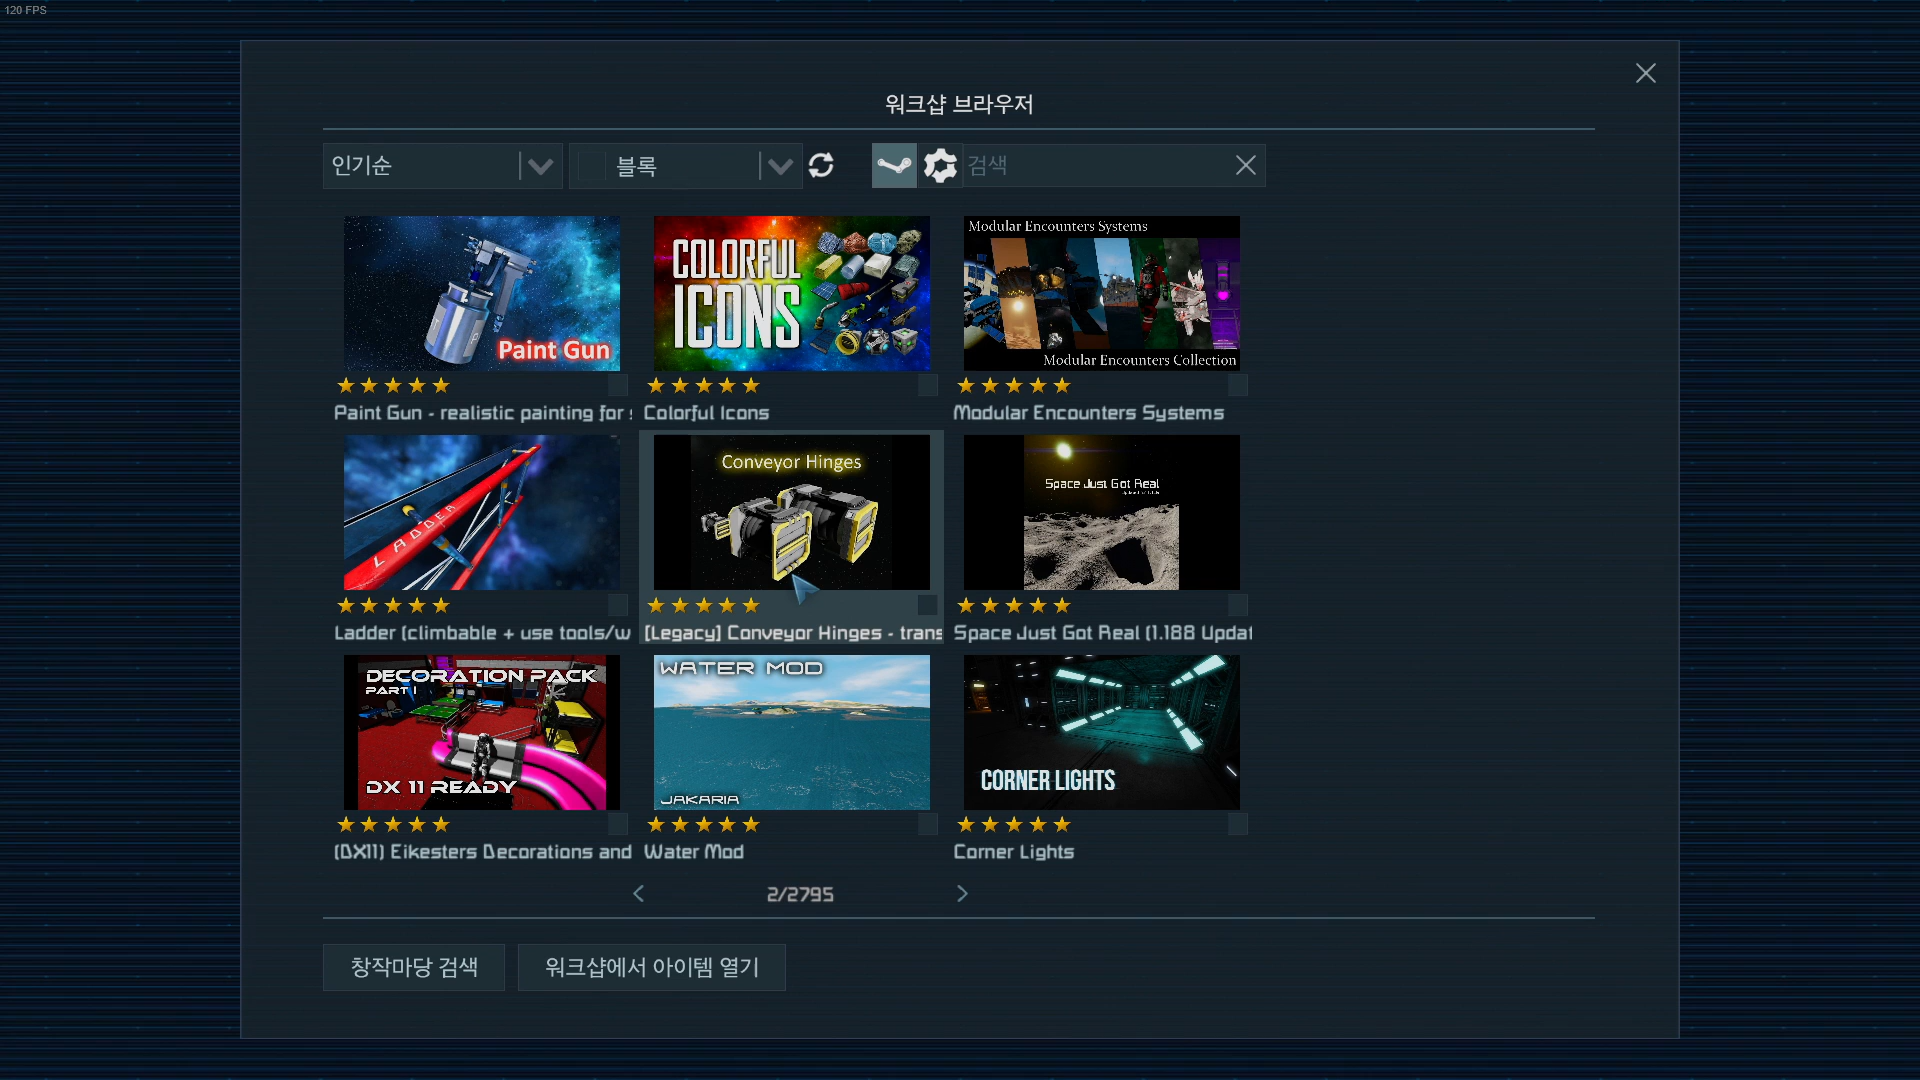 120 FPS
워크샵 브라우저
인기순
블록
검색
Paint Gun
COLORFUL
ICONS
Modular Encounters Systems
Modular Encounters Collection
Paint Gun - realistic painting for
Colorful Icons
Modular Encounters Systems
LADDER
Conveyor Hinges
Space Just Got Real
Ladder (climbable + use tools/w
[Legacy] Conveyor Hinges - trans
Space Just Got Real (1.188 Updat
DECORATION PACK
PART I
DX 11 READY
WATER MOD
JAKARIA
CORNER LIGHTS
(DX11) Eikesters Decorations and
Water Mod
Corner Lights
2/2795
창작마당 검색
워크샵에서 아이템 열기